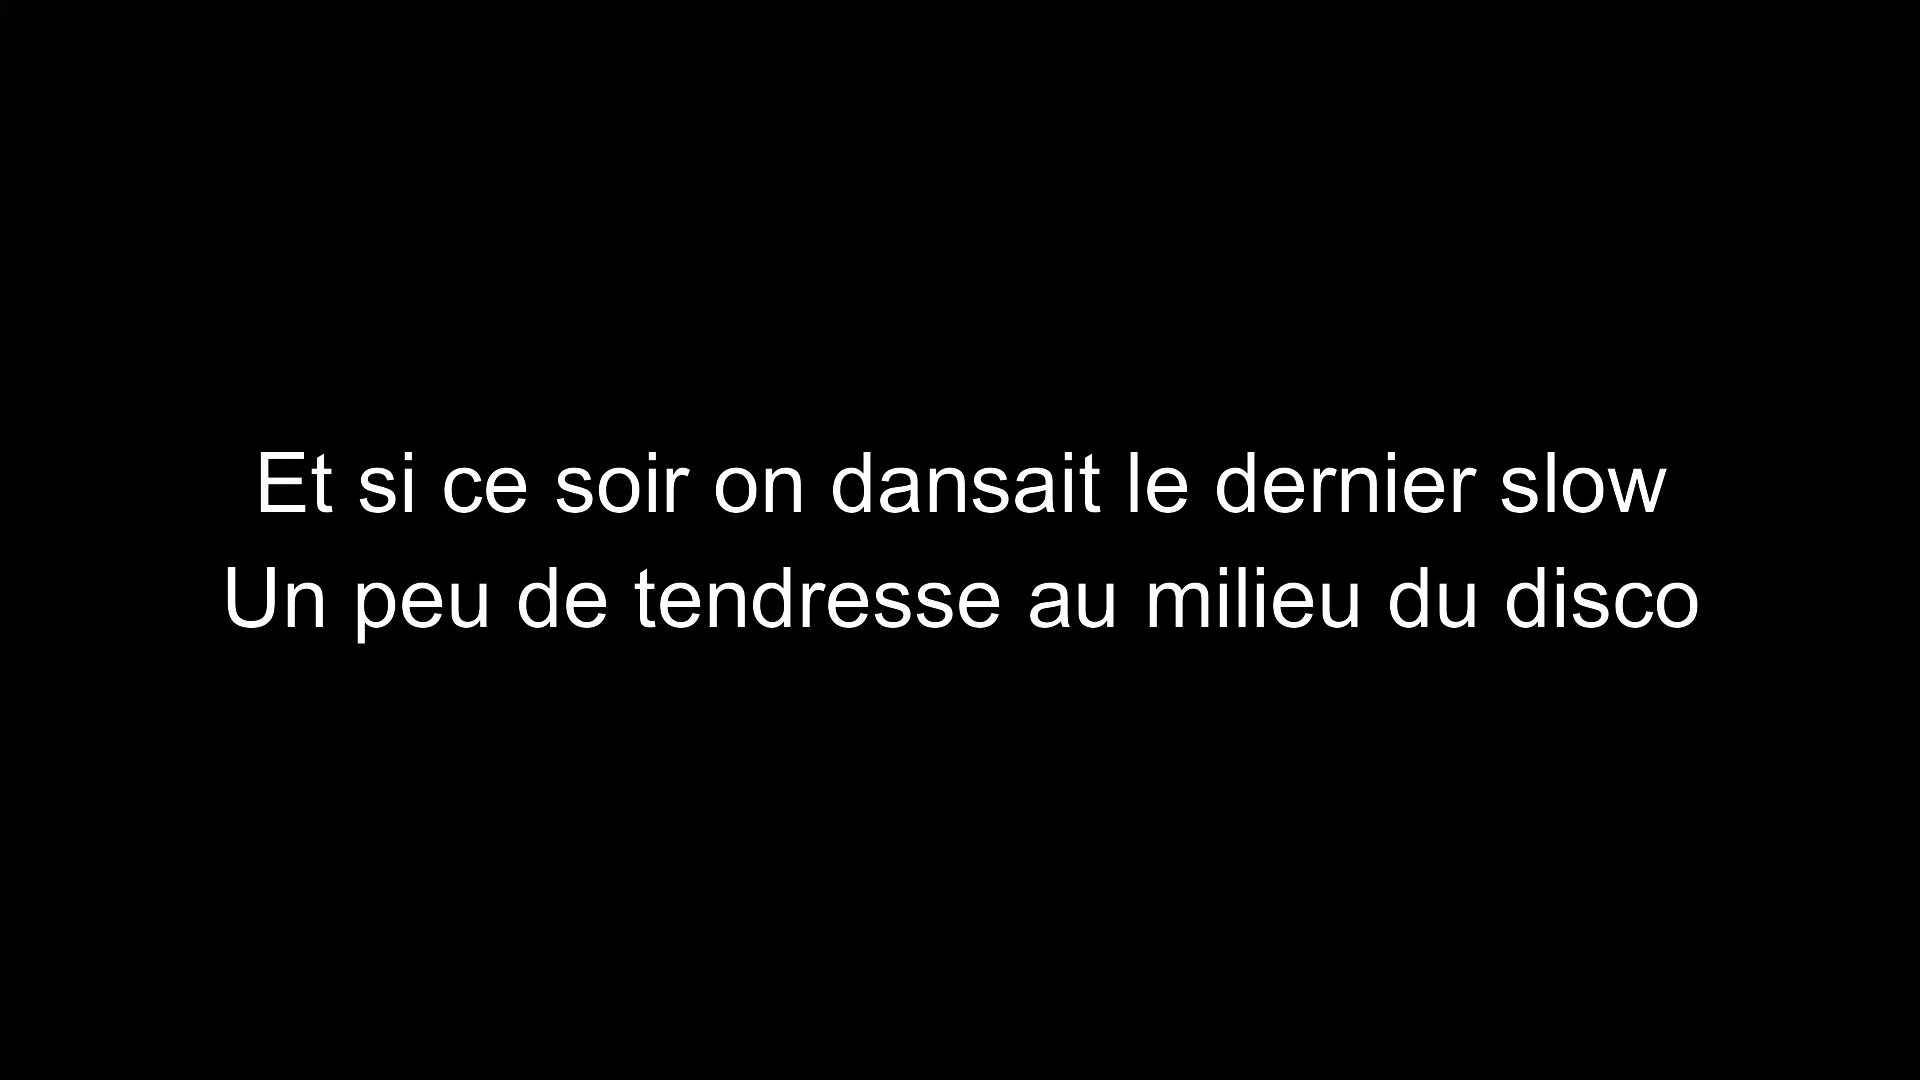 Et si ce soir on dansait le dernier slow
Un peu de tendresse au milieu du disco